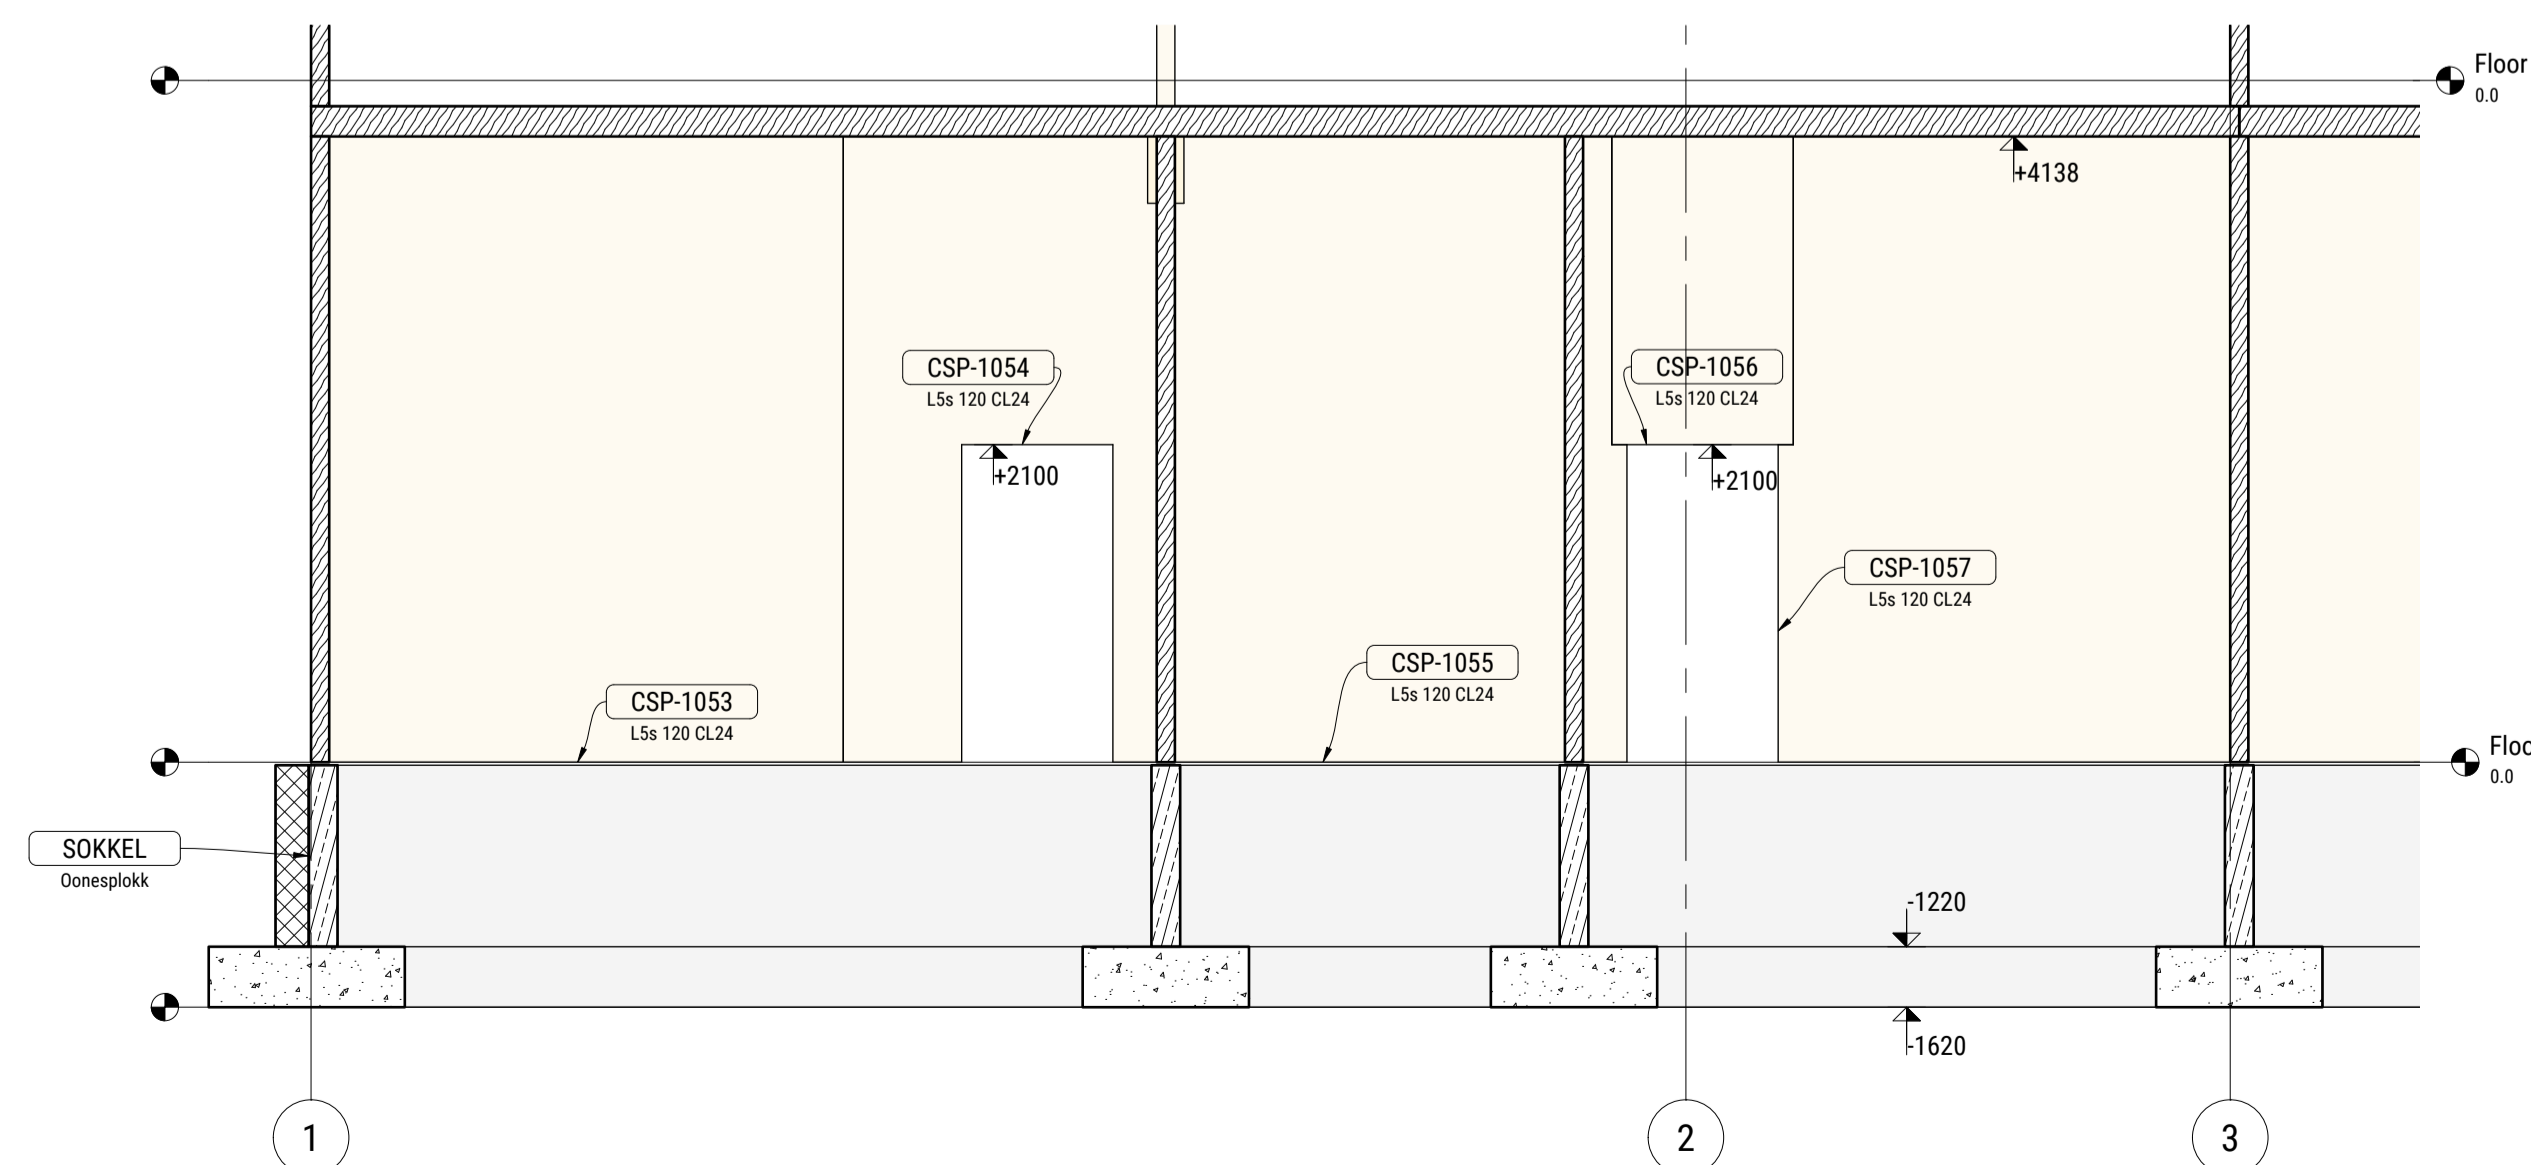 Floor
0.0
+4138
CSP-1054
L5s 120 CL24
CSP-1056
L5s 120 CL24
+2100
+2100
CSP-1057
L5s 120 CL24
CSP-1055
L5s 120 CL24
CSP-1053
L5s 120 CL24
0.0
SOKKEL
Oonesplokk
-1220
-1620
1
2
3